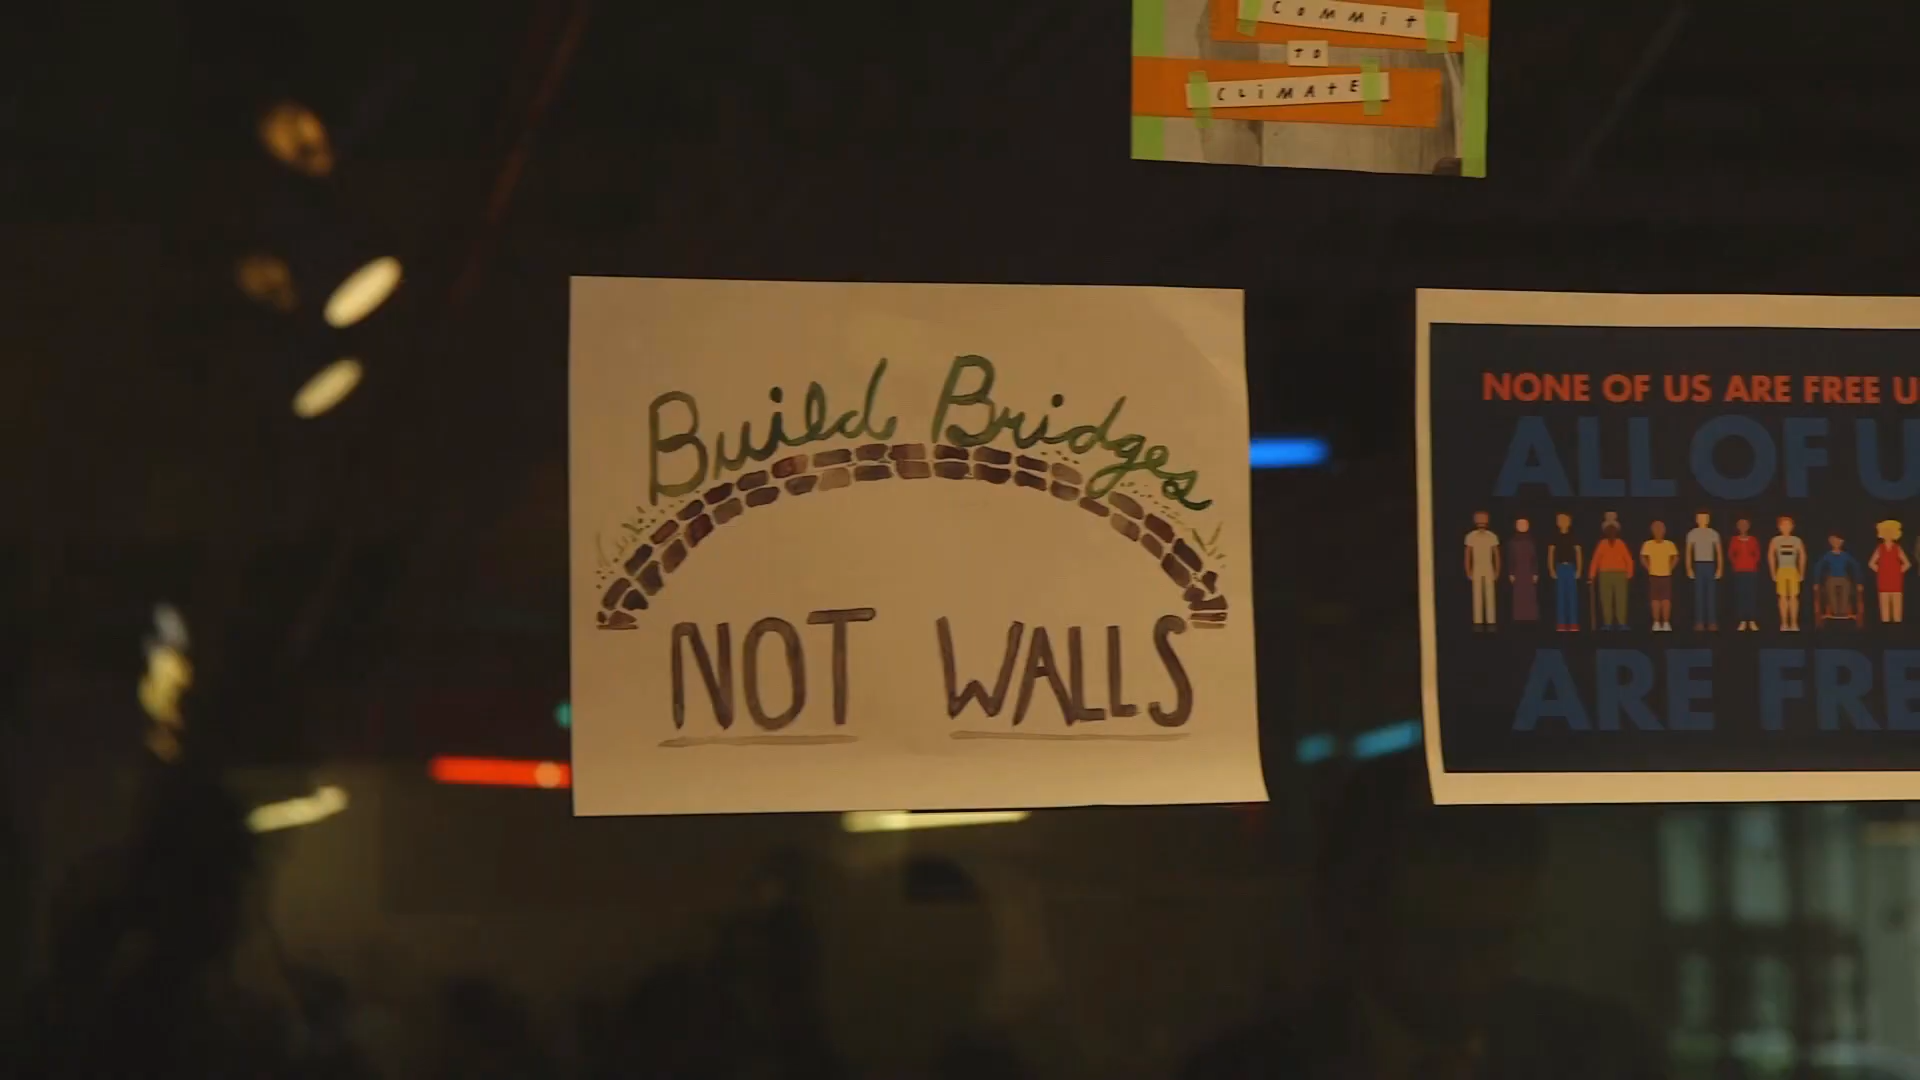 COMMiT
TO
CLiMATE
Build Bridges
NOT WALLS
NONE OF US ARE FREE U
ALL OF U
ARE FRE